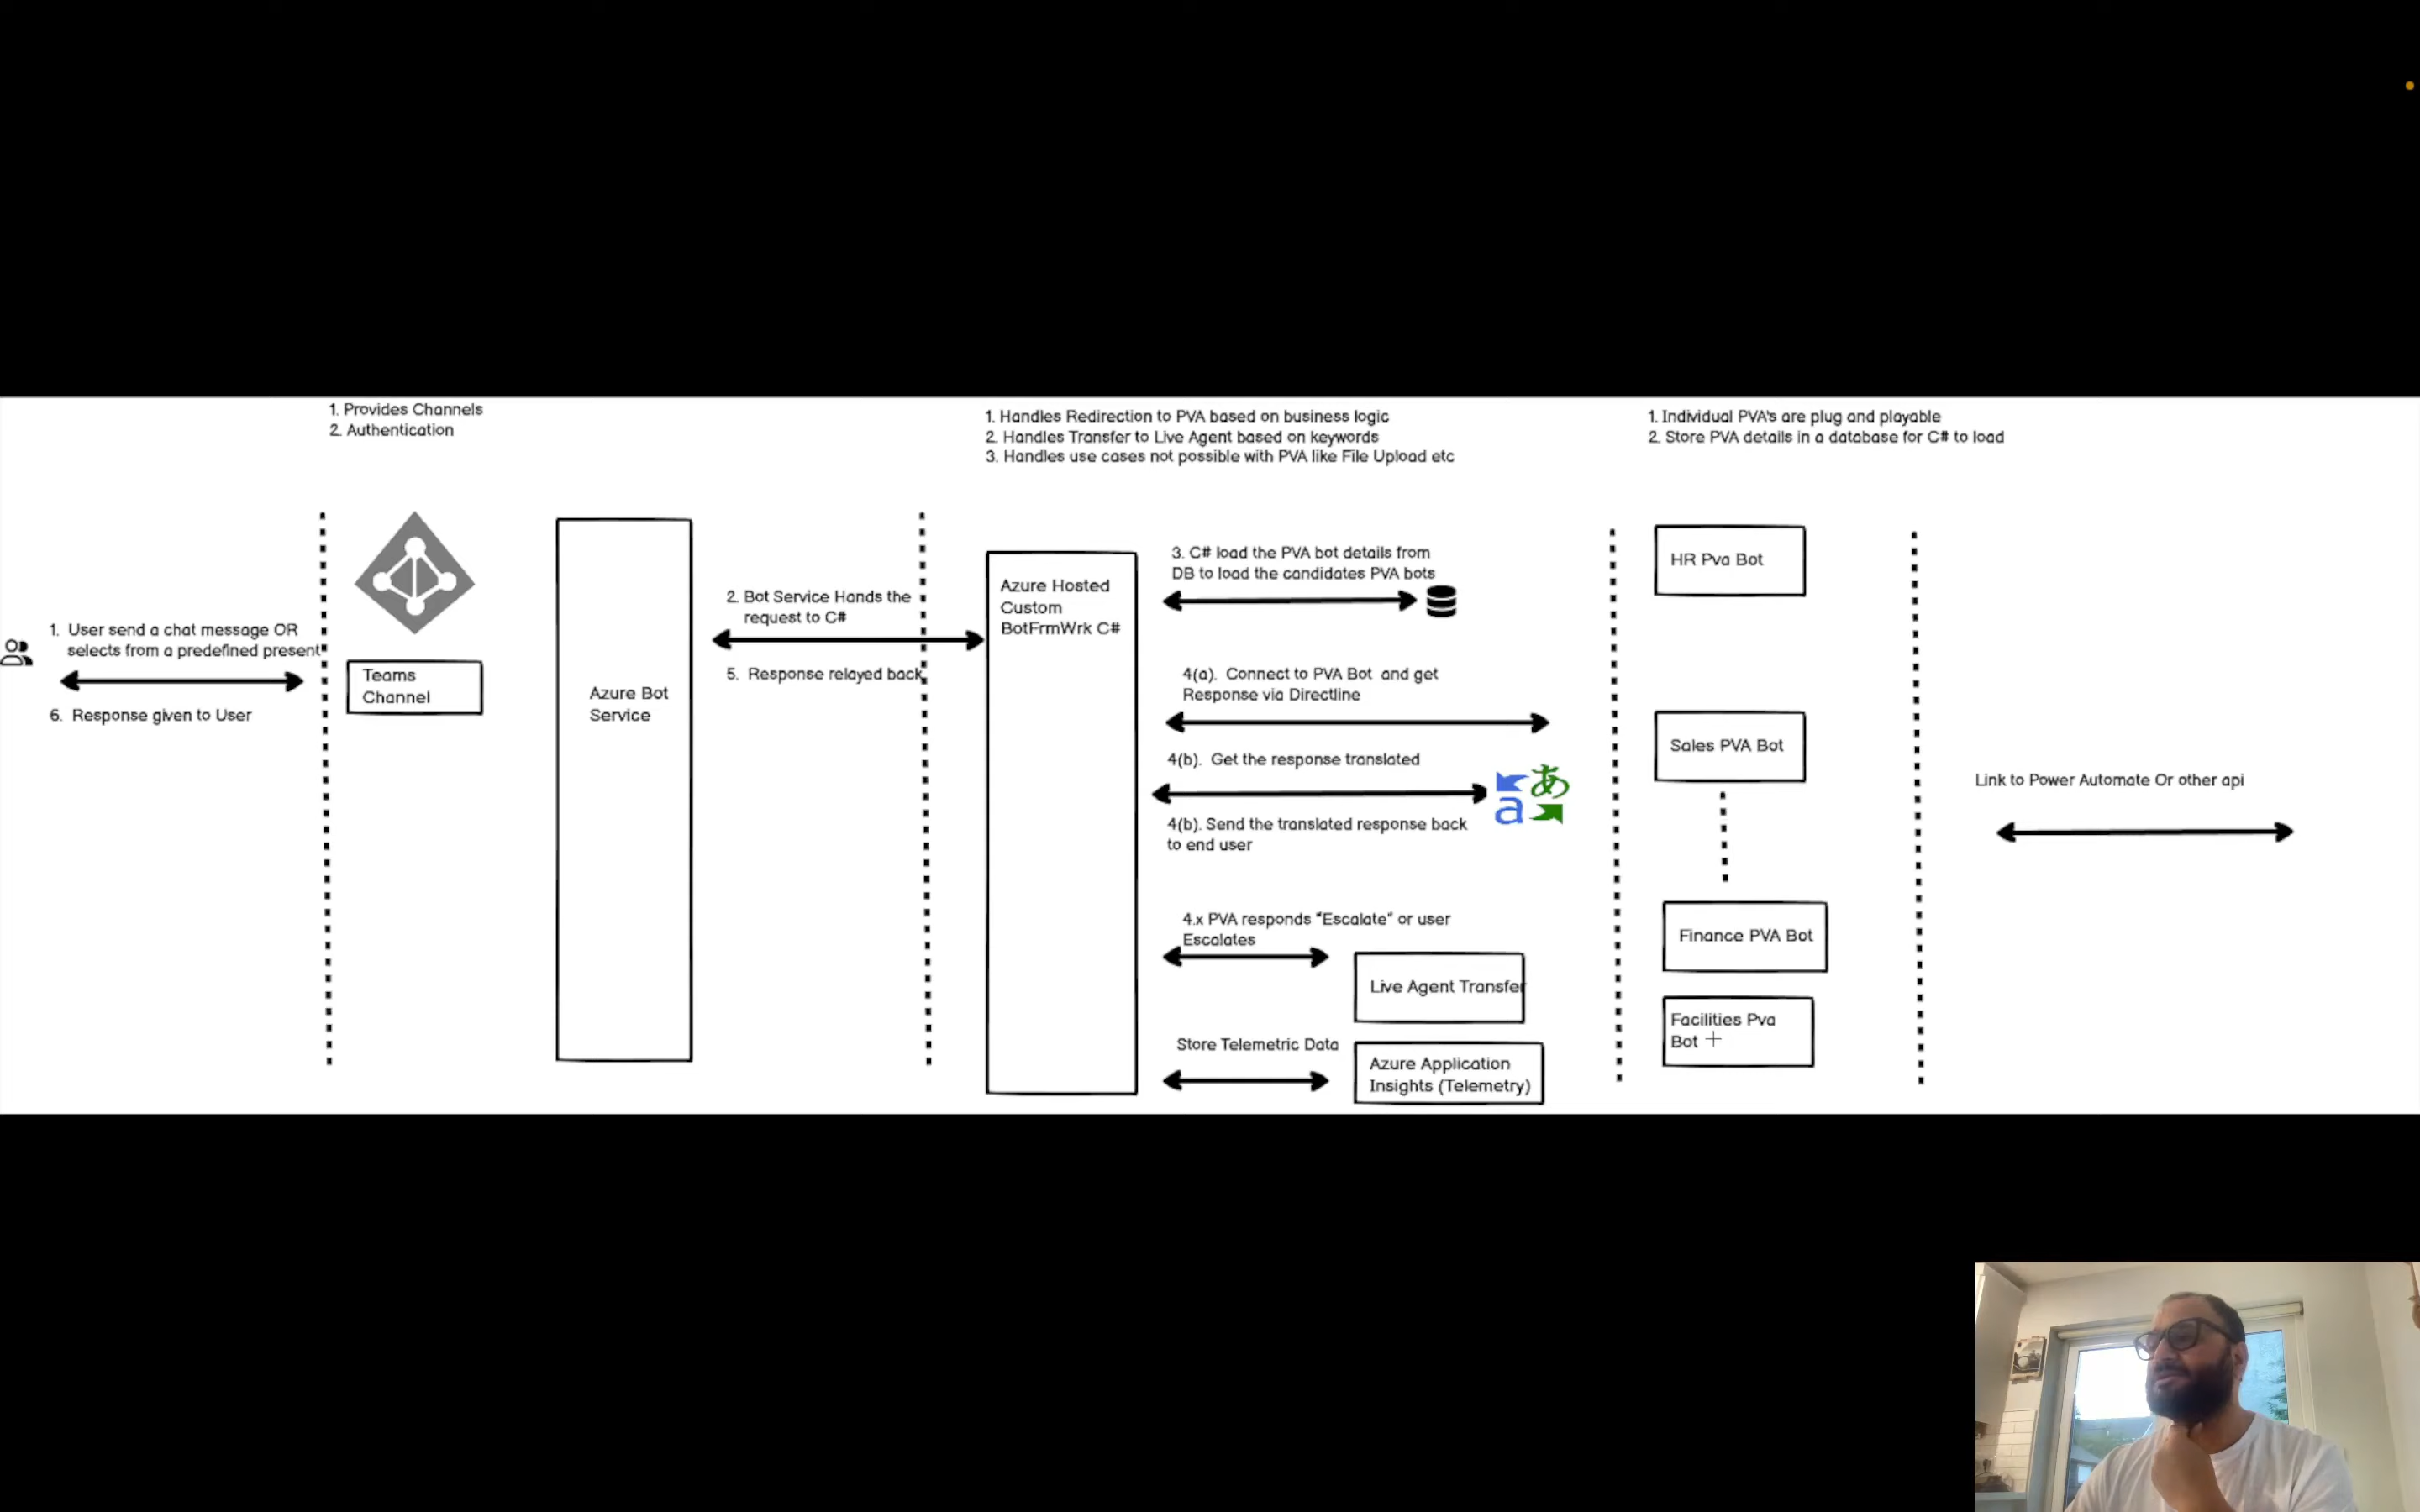 1. Provides Channels
2. Authentication
1. Handles Redirection to PVA based on business logic
2. Handles Transfer to Live Agent based on keywords
3. Handles use cases not possible with PVA like File Upload etc
1. Individual PVA's are plug and playable
2. Store PVA details in a database for C# to load
1. User send a chat message OR
selects from a predefined present
6. Response given to User
Teams
Channel
Azure Bot
Service
2. Bot Service Hands the
request to C#
5. Response relayed back
Azure Hosted
Custom
BotFrmWrk C#
3. C# load the PVA bot details from
DB to load the candidates PVA bots
4(a). Connect to PVA Bot and get
Response via Directline
4(b). Get the response translated
a あ
4(b). Send the translated response back
to end user
4.x PVA responds "Escalate" or user
Escalates
Live Agent Transfer
Store Telemetric Data
Azure Application
Insights (Telemetry)
HR Pva Bot
Sales PVA Bot
Finance PVA Bot
Facilities Pva
Bot
Link to Power Automate Or other api